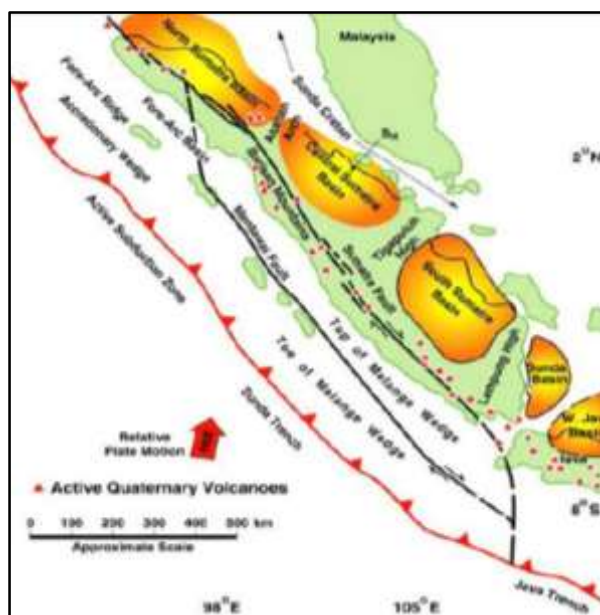 Malaysia
North Sumatra Basin
Sunda Craton
Fore-Arc Ridge
Accretionary Wedge
Fore-Arc Basin
Central Sumatra
Basin
2°N
Barisan Mountains
Active Subduction Zone
Mentawai Fault
Sumatra Fault
South Sumatra
Basin
Lampung High
Sunda
Basin
Top of Melange Wedge
Toe of Melange Wedge
Sunda Trench
Basin
Relative
Plate Motion
Active Quaternary Volcanoes
0 100 200 300 400 500 km
Approximate Scale
98°E
105°E
Java Trench